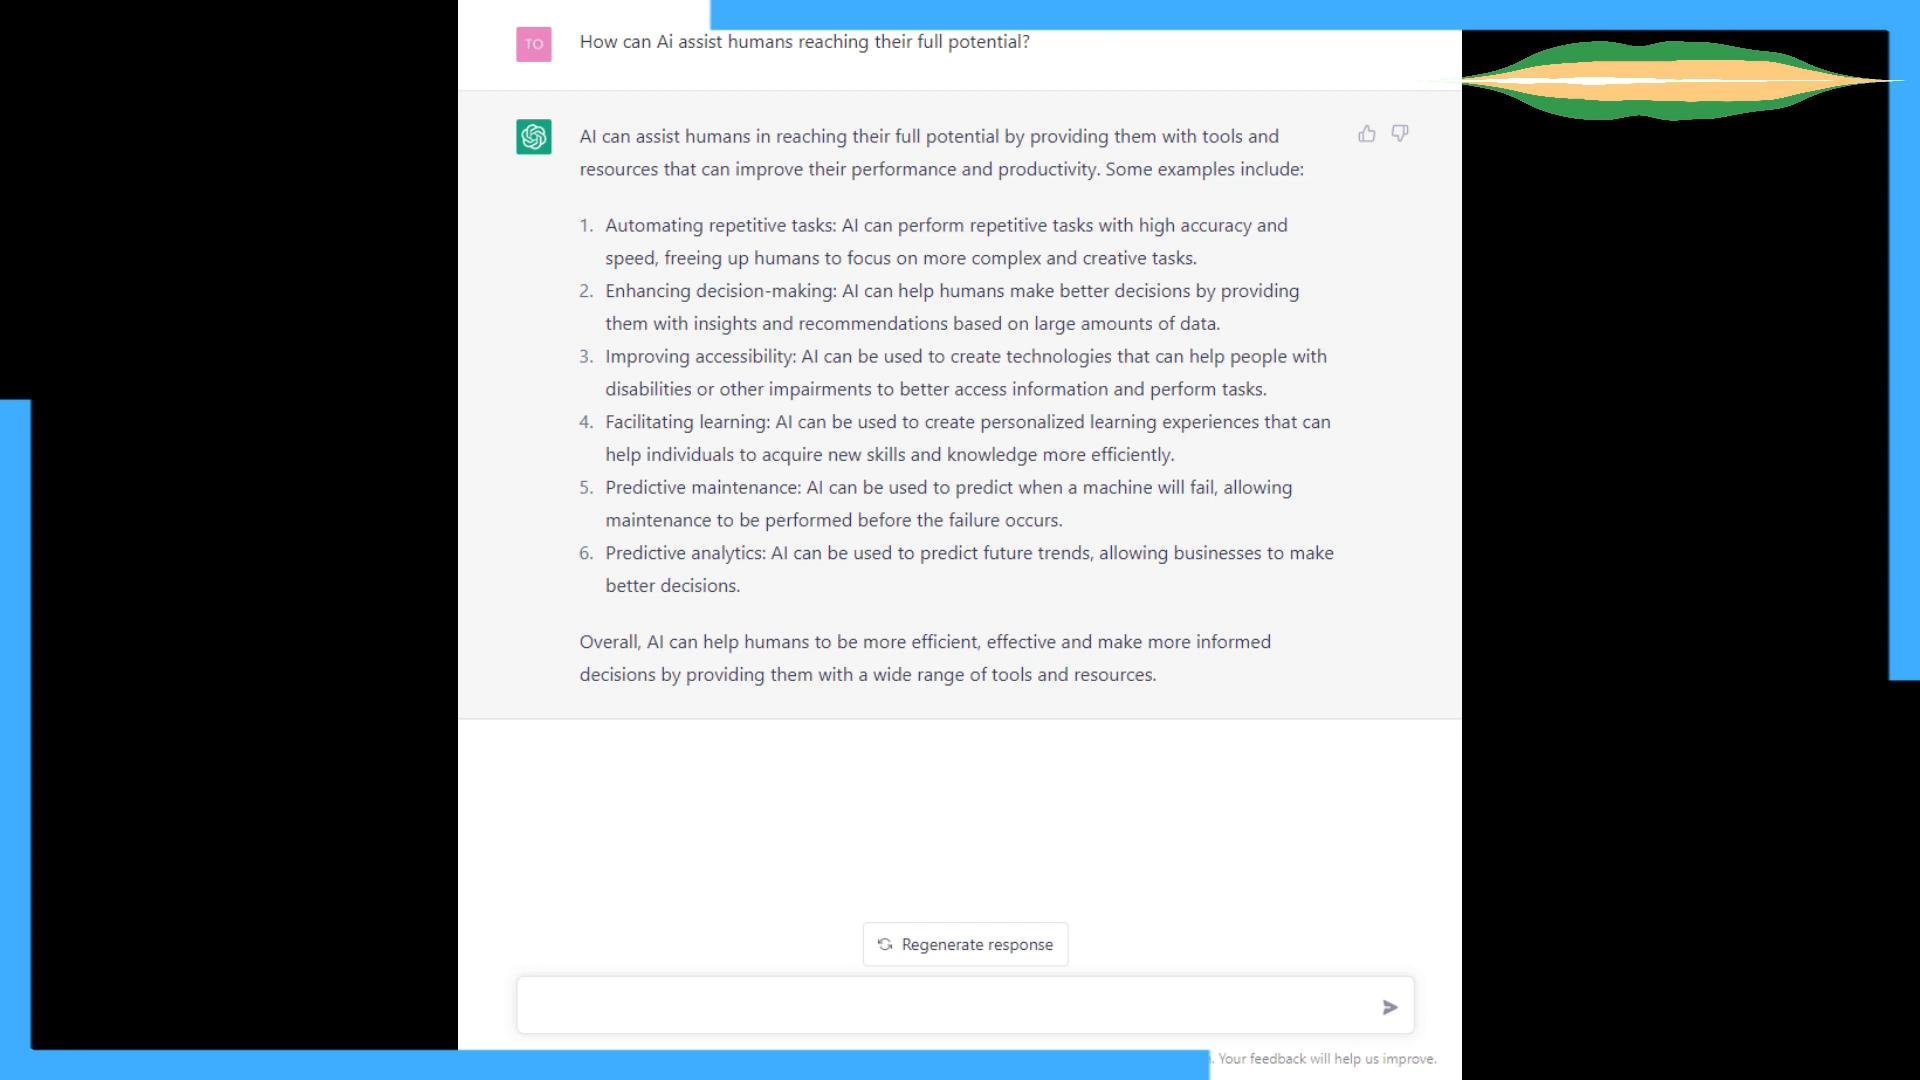 TO
How can Ai assist humans reaching their full potential?
AI can assist humans in reaching their full potential by providing them with tools and
resources that can improve their performance and productivity. Some examples include:
1. Automating repetitive tasks: AI can perform repetitive tasks with high accuracy and
speed, freeing up humans to focus on more complex and creative tasks.
2. Enhancing decision-making: AI can help humans make better decisions by providing
them with insights and recommendations based on large amounts of data.
3. Improving accessibility: AI can be used to create technologies that can help people with
disabilities or other impairments to better access information and perform tasks.
4. Facilitating learning: AI can be used to create personalized learning experiences that can
help individuals to acquire new skills and knowledge more efficiently.
5. Predictive maintenance: AI can be used to predict when a machine will fail, allowing
maintenance to be performed before the failure occurs.
6. Predictive analytics: AI can be used to predict future trends, allowing businesses to make
better decisions.
Overall, AI can help humans to be more efficient, effective and make more informed
decisions by providing them with a wide range of tools and resources.
Regenerate response
. Your feedback will help us improve.